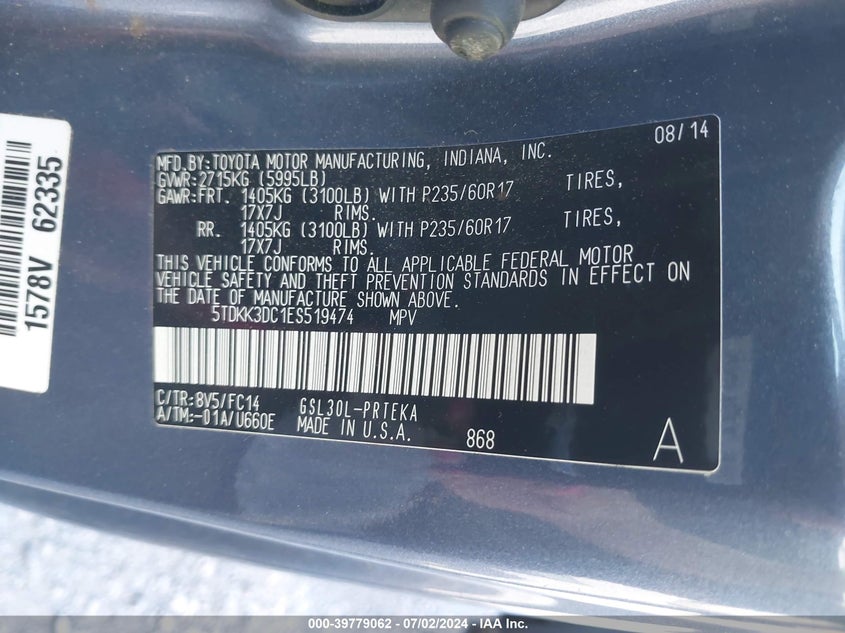 08/14
MFD.BY:TOYOTA MOTOR MANUFACTURING, INDIANA, INC.
GVWR:2715KG (5995LB)
GAWR:FRT. 1405KG (3100LB) WITH P235/60R17 TIRES,
17X7J RIMS.
RR. 1405KG (3100LB) WITH P235/60R17 TIRES,
17X7J RIMS.
THIS VEHICLE CONFORMS TO ALL APPLICABLE FEDERAL MOTOR
VEHICLE SAFETY AND THEFT PREVENTION STANDARDS IN EFFECT ON
THE DATE OF MANUFACTURE SHOWN ABOVE.
5TDKK3DC1ES519474 MPV
C/TR:8V5/FC14 GSL30L-PRTEKA
A/TM:-01A/U660E MADE IN U.S.A. 868 A
1578V 62335
000-39779062 - 07/02/2024 - IAA Inc.